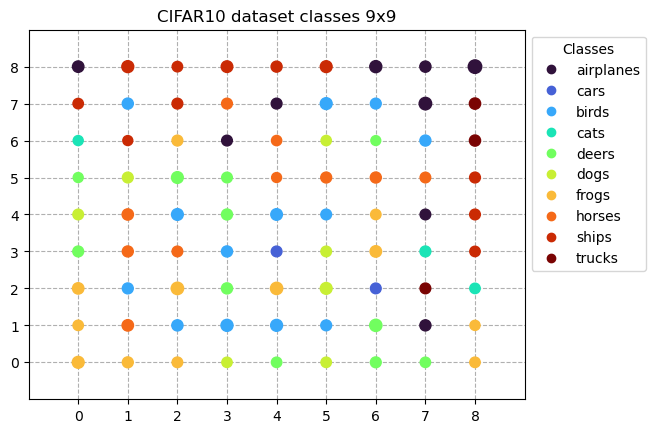 CIFAR10 dataset classes 9x9
8
7
6
5
4
3
2
1
0
0 1 2 3 4 5 6 7 8
Classes
airplanes
cars
birds
cats
deers
dogs
frogs
horses
ships
trucks